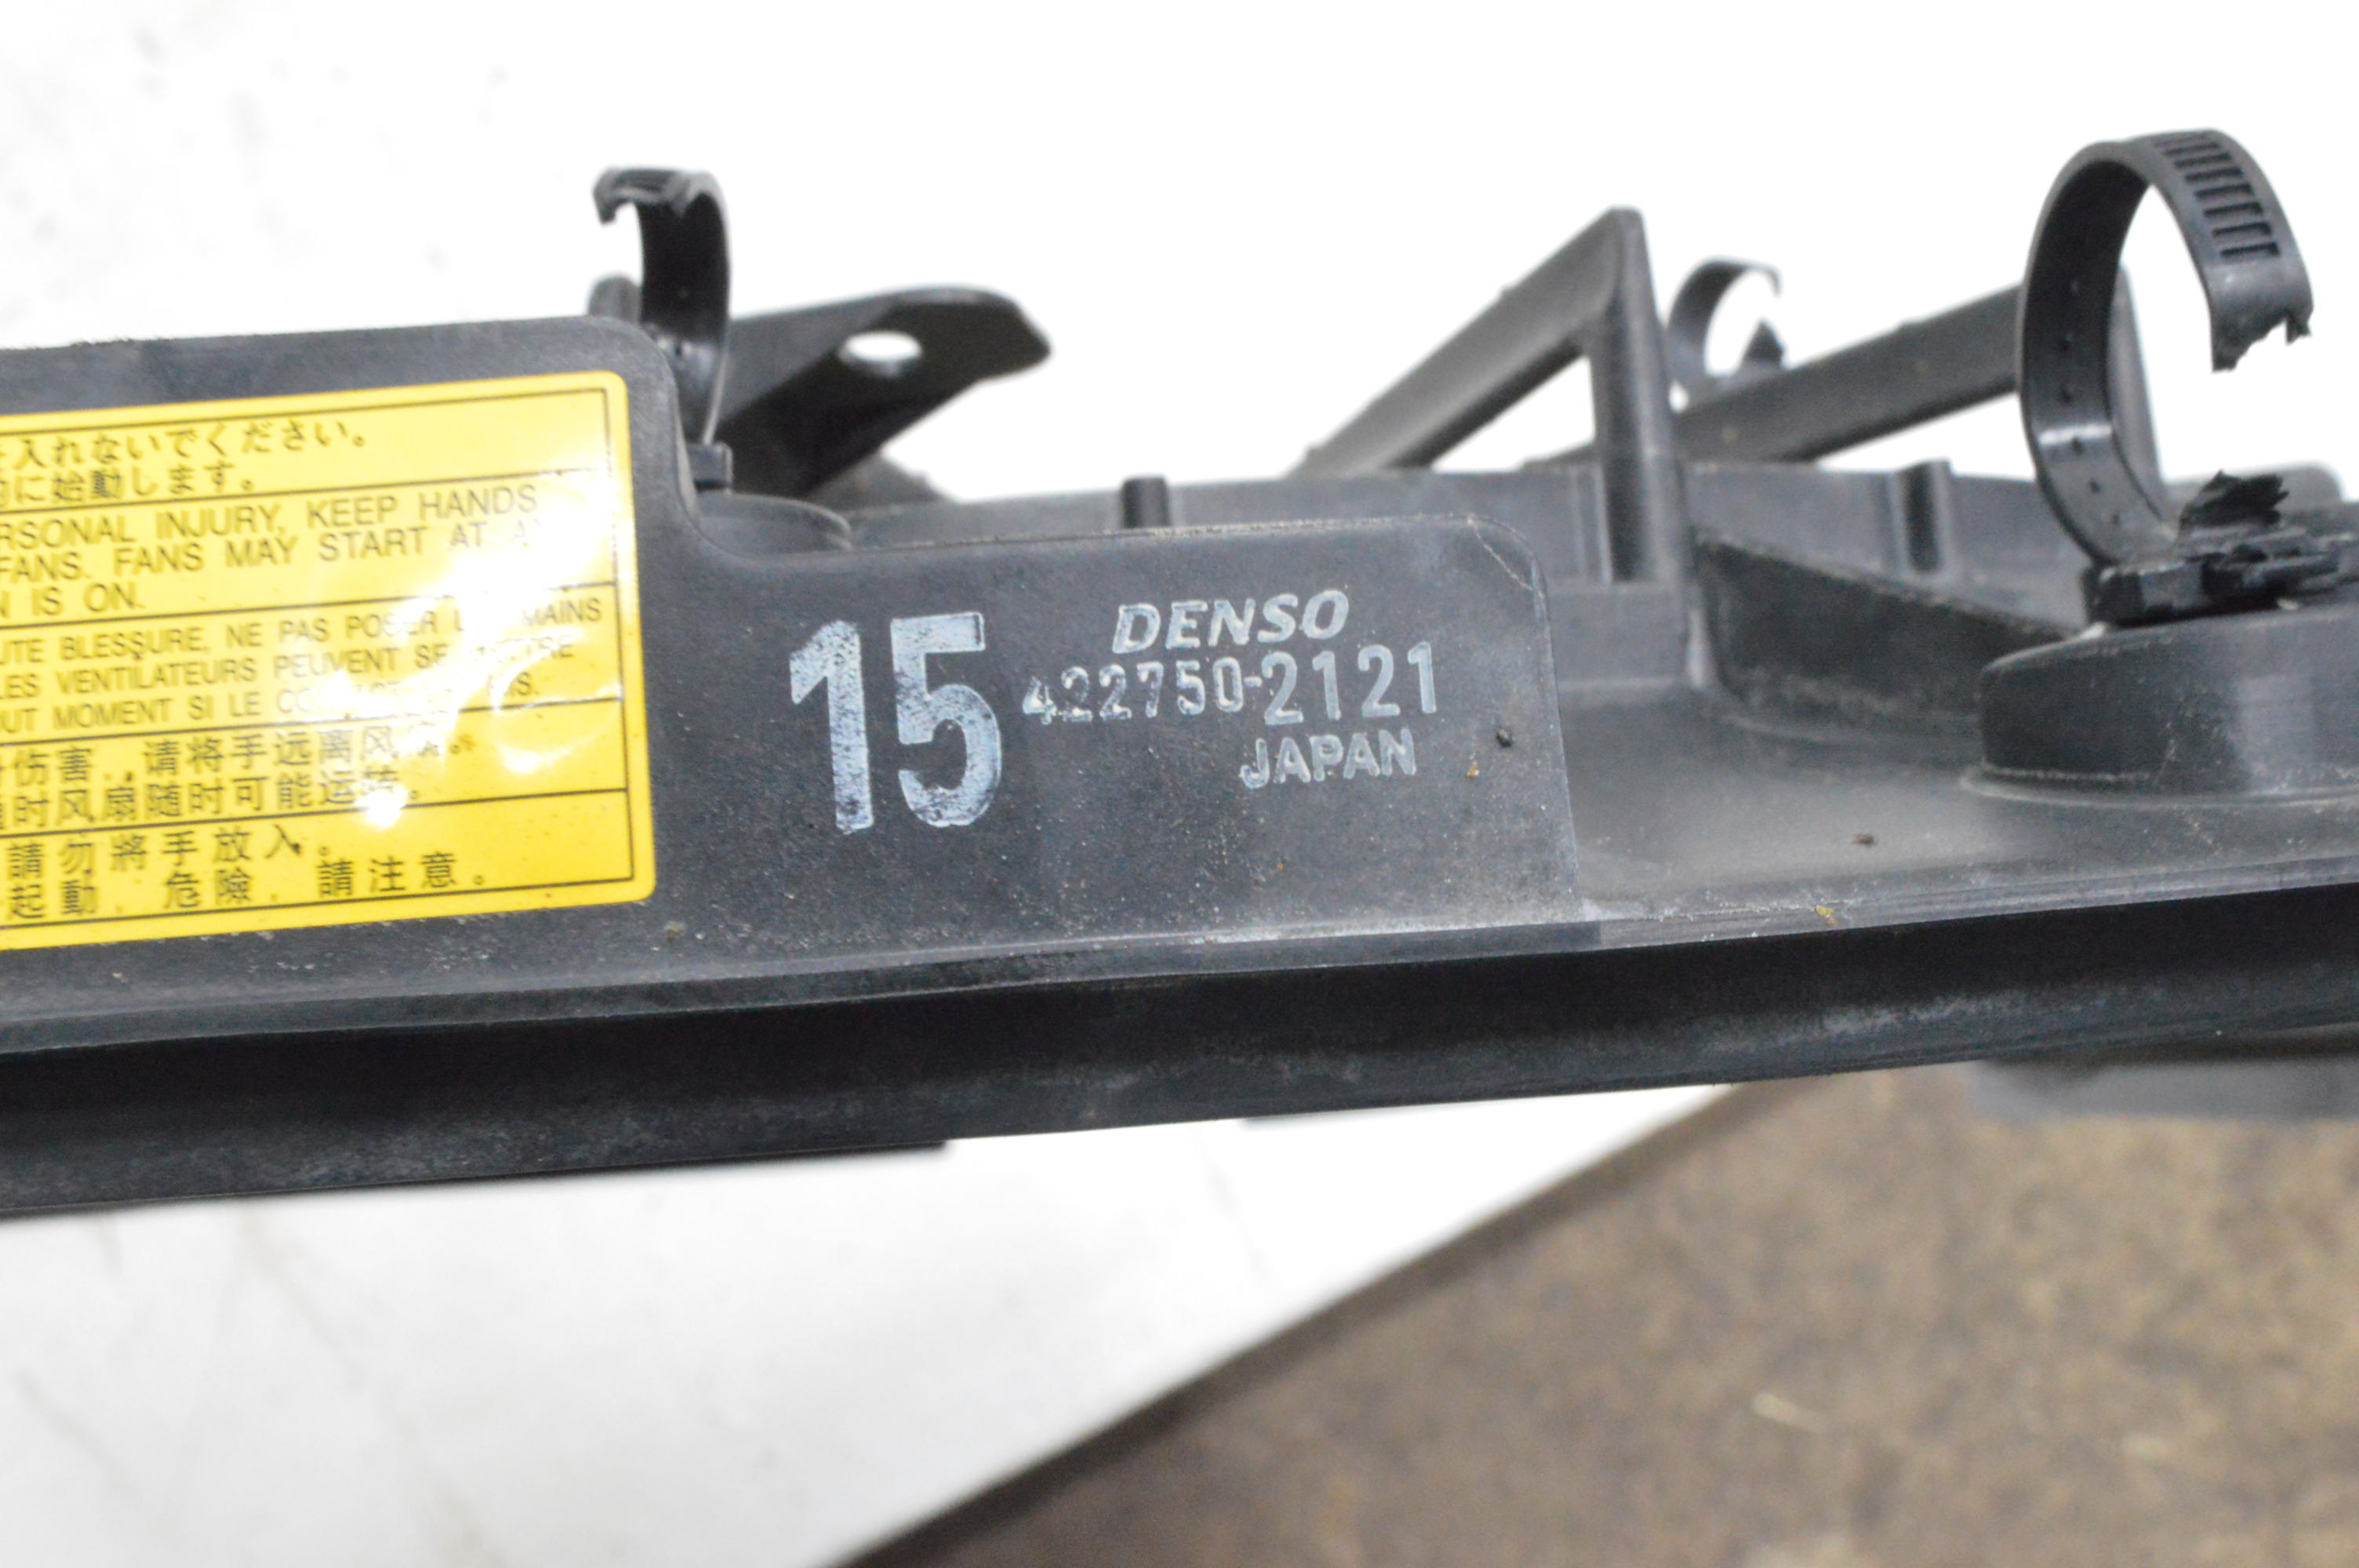 入れないでください。
に始動します。
PERSONAL INJURY, KEEP HANDS
FANS. FANS MAY START AT
IS ON.
BLESSURE, NE PAS POSER MAINS
LES VENTILATEURS PEUVENT SE
MOMENT SI LE
伤害，请将手远离风
时风扇随时可能运转。
請勿將手放入。
起動，危險，請注意。
15
DENSO
422750-2121
JAPAN